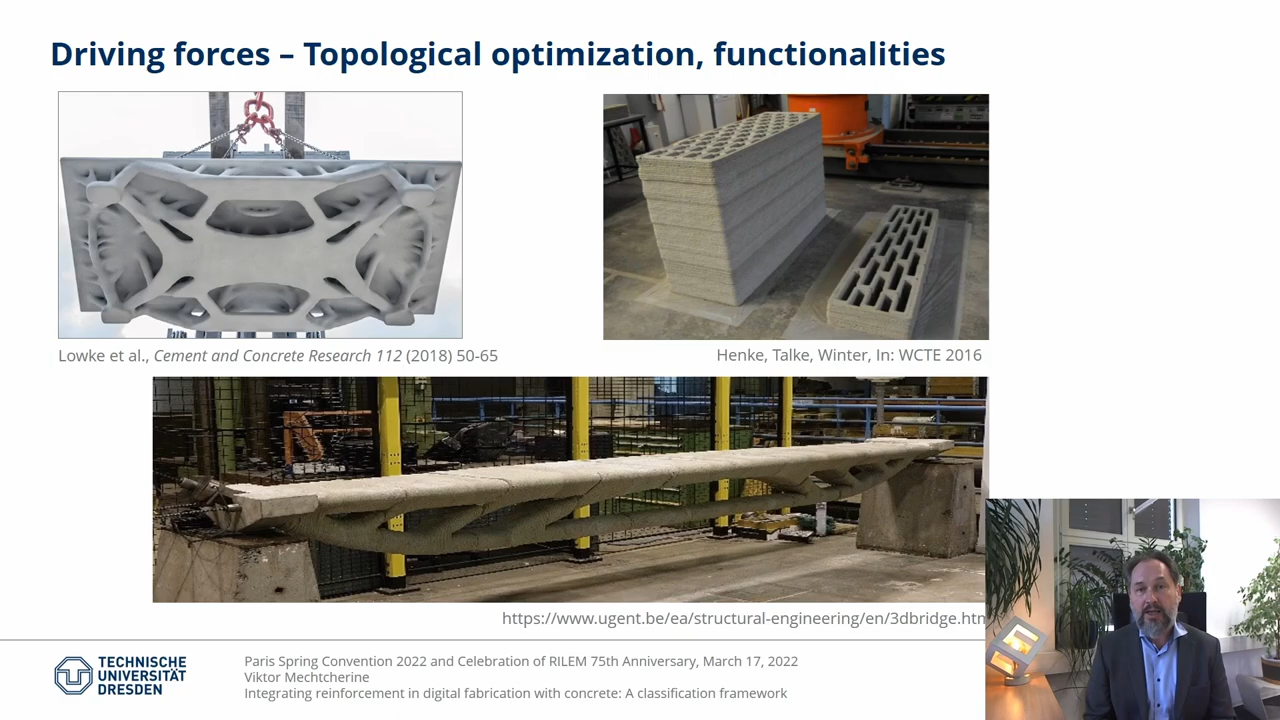 Driving forces – Topological optimization, functionalities
Lowke et al., Cement and Concrete Research 112 (2018) 50-65
Henke, Talke, Winter, In: WCTE 2016
https://www.ugent.be/ea/structural-engineering/en/3dbridge.htm
TECHNISCHE
UNIVERSITÄT
DRESDEN
Paris Spring Convention 2022 and Celebration of RILEM 75th Anniversary, March 17, 2022
Viktor Mechtcherine
Integrating reinforcement in digital fabrication with concrete: A classification framework